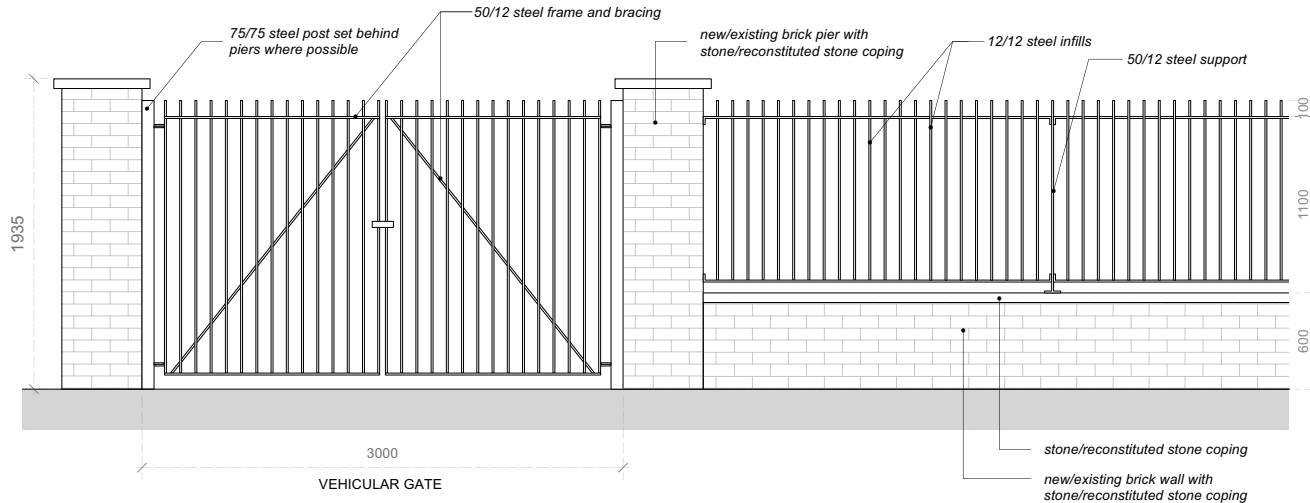 50/12 steel frame and bracing
75/75 steel post set behind
piers where possible
new/existing brick pier with
stone/reconstituted stone coping
12/12 steel infills
50/12 steel support
100
1100
600
1935
3000
VEHICULAR GATE
stone/reconstituted stone coping
new/existing brick wall with
stone/reconstituted stone coping